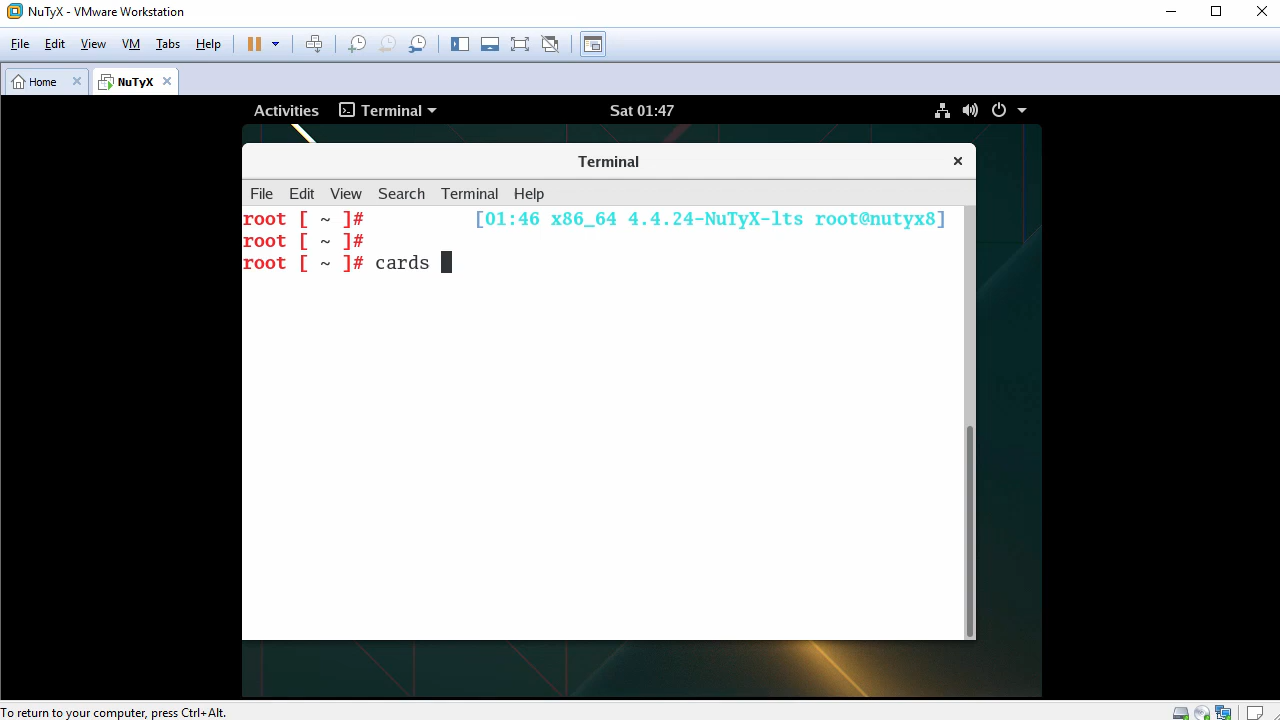 NuTyX - VMware Workstation
File Edit View VM Tabs Help
Home NuTyX
Activities Terminal Sat 01:47
Terminal
File Edit View Search Terminal Help
root [ ~ ]# [01:46 x86_64 4.4.24-NuTyX-lts root@nutyx8]
root [ ~ ]#
root [ ~ ]# cards
To return to your computer, press Ctrl+Alt.